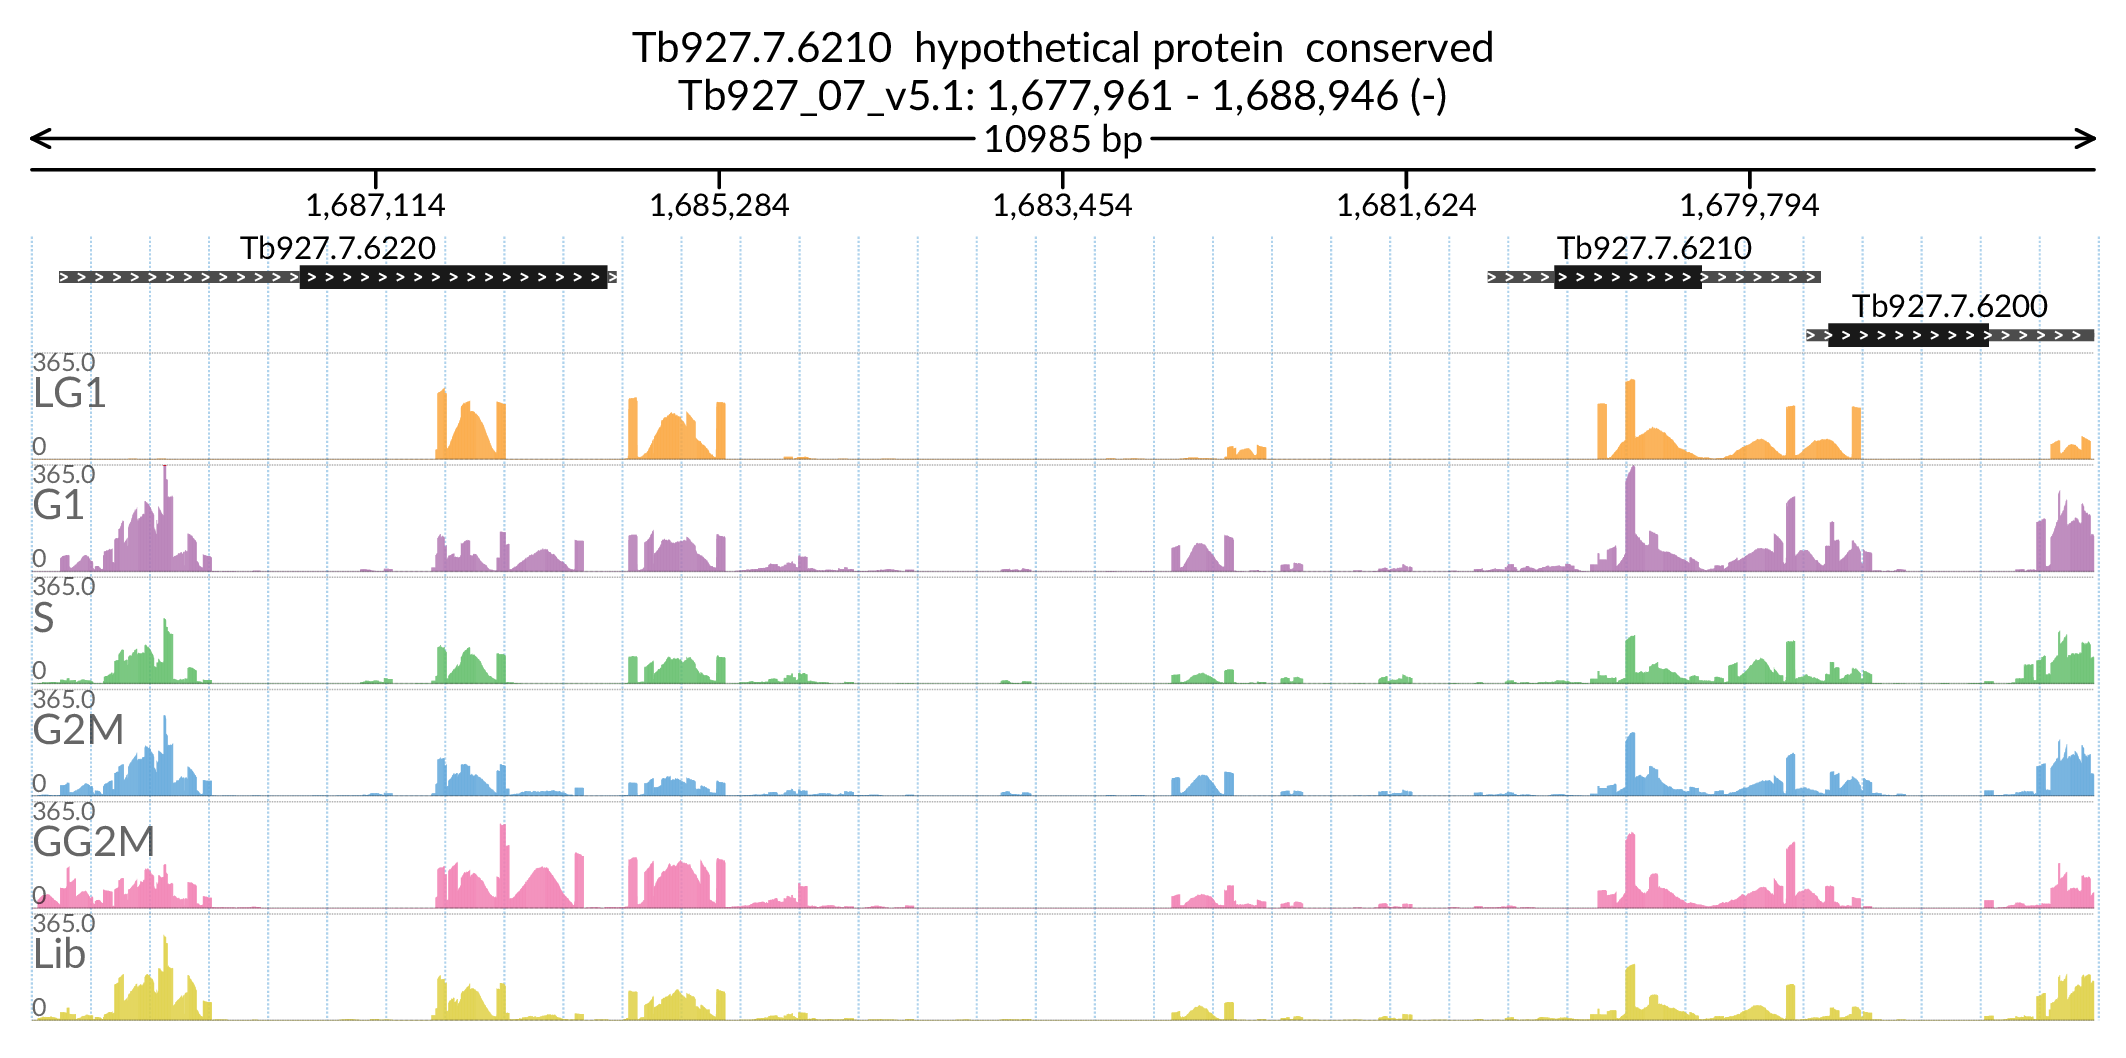 Tb927.7.6210 hypothetical protein conserved
Tb927_07_v5.1: 1,677,961 - 1,688,946 (-)
10985 bp
1,687,114 1,685,284 1,683,454 1,681,624 1,679,794
Tb927.7.6220 Tb927.7.6210
Tb927.7.6200
365.0
LG1
0
365.0
G1
0
365.0
S
0
365.0
G2M
0
365.0
GG2M
0
365.0
Lib
0